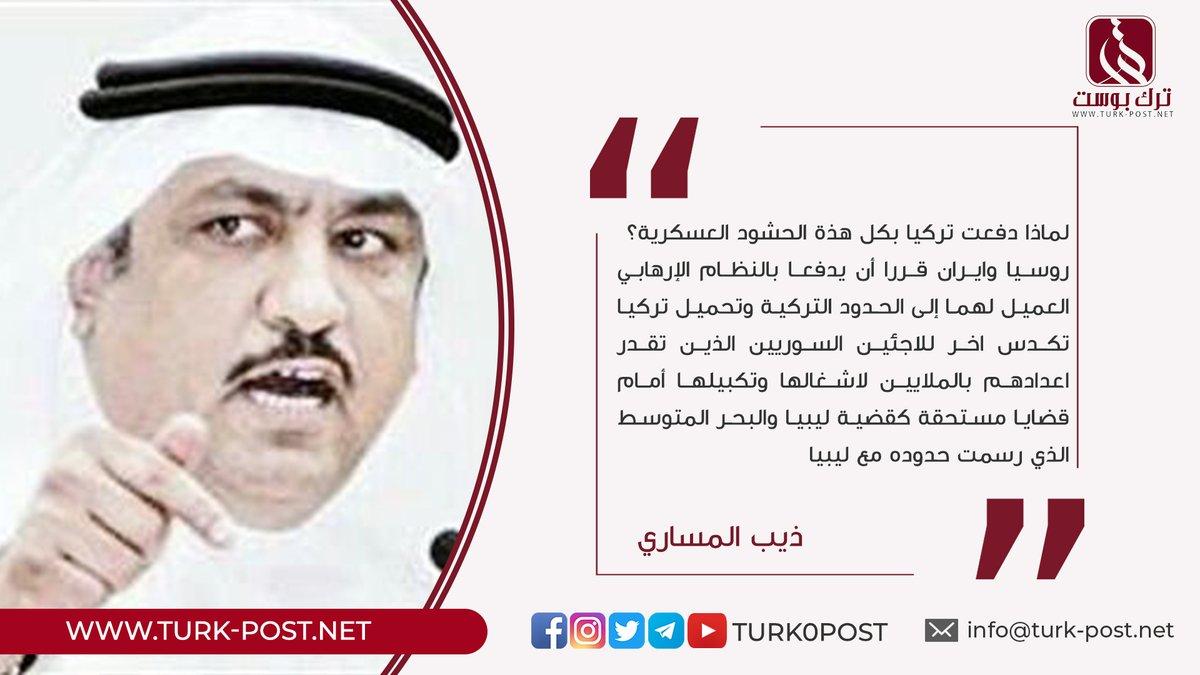 ترك بوست
WWW.TURK-POST.NET
لماذا دفعت تركيا بكل هذة الحشود العسكرية؟
روسيا وايران قررا أن يدفعا بالنظام الإرهابي
العميل لهما إلى الحدود التركية وتحميل تركيا
تكدس اخر للاجئين السوريين الذين تقدر
اعدادهم بالملايين لاشغالها وتكبيلها أمام
قضايا مستحقة كقضية ليبيا والبحر المتوسط
الذي رسمت حدوده مع ليبيا
ذيب المساري
WWW.TURK-POST.NET
TURK0POST
info@turk-post.net